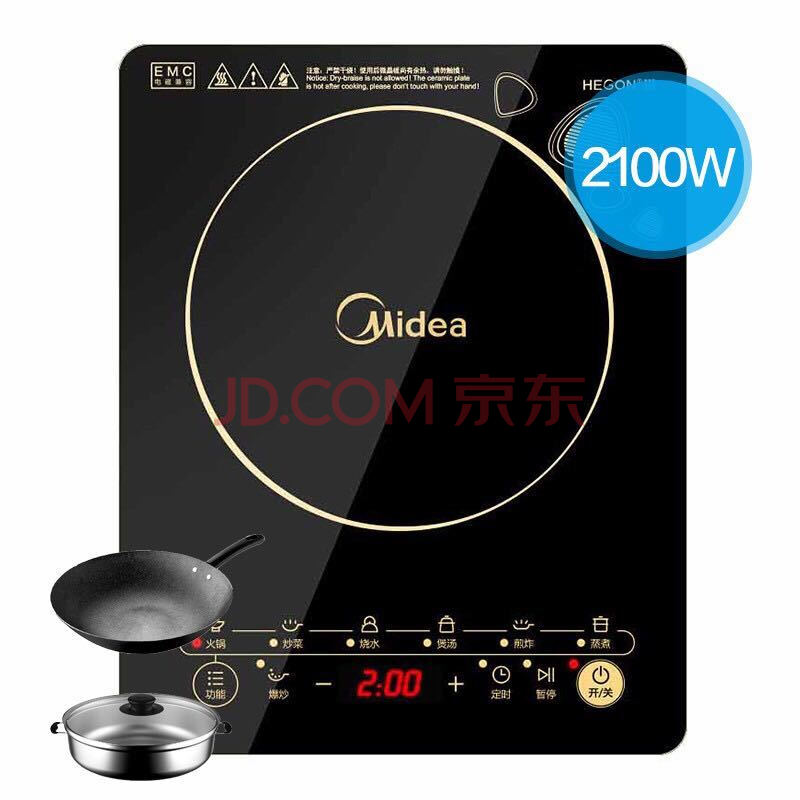 EMC
电磁兼容
注意：严禁干烧！使用后微晶板尚有余热，请勿触摸！
Notice: Dry-braise is not allowed! The ceramic plate
is hot after cooking, please don't touch with your hand!
HEGON
2100W
Midea
JD.COM 京东
火锅 炒菜 烧水 煲汤 煎炸 蒸煮
功能 爆炒 − 2:00 + 定时 暂停 开/关